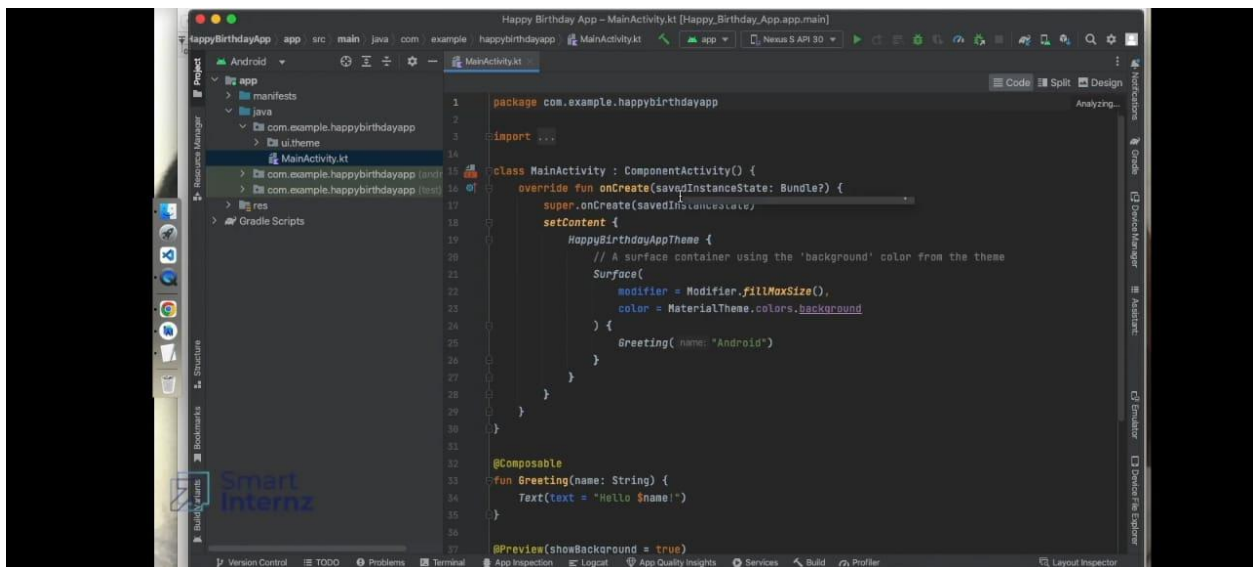 Happy Birthday App – MainActivity.kt [Happy_Birthday_App.app.main]
HappyBirthdayApp app src main java com example happybirthdayapp MainActivity.kt app Nexus S API 30
Android
MainActivity.kt
app
manifests
java
com.example.happybirthdayapp
ui.theme
MainActivity.kt
com.example.happybirthdayapp (andr
com.example.happybirthdayapp (test)
res
Gradle Scripts
Project
Resource Manager
Structure
Bookmarks
Build Variants
Code Split Design
Analyzing...
1 package com.example.happybirthdayapp
2
3 import ...
14
15 class MainActivity : ComponentActivity() {
16 override fun onCreate(savedInstanceState: Bundle?) {
17 super.onCreate(savedInstanceState)
18 setContent {
19 HappyBirthdayAppTheme {
20 // A surface container using the 'background' color from the theme
21 Surface(
22 modifier = Modifier.fillMaxSize(),
23 color = MaterialTheme.colors.background
24 ) {
25 Greeting( name: "Android")
26 }
27 }
28 }
29 }
30 }
31
32 @Composable
33 fun Greeting(name: String) {
34 Text(text = "Hello $name!")
35 }
36
37 @Preview(showBackground = true)
Notifications
Gradle
Device Manager
Assistant:
Emulator
Device File Explorer
Smart
Internz
Version Control TODO Problems Terminal App Inspection Logcat App Quality Insights Services Build Profiler Layout Inspector